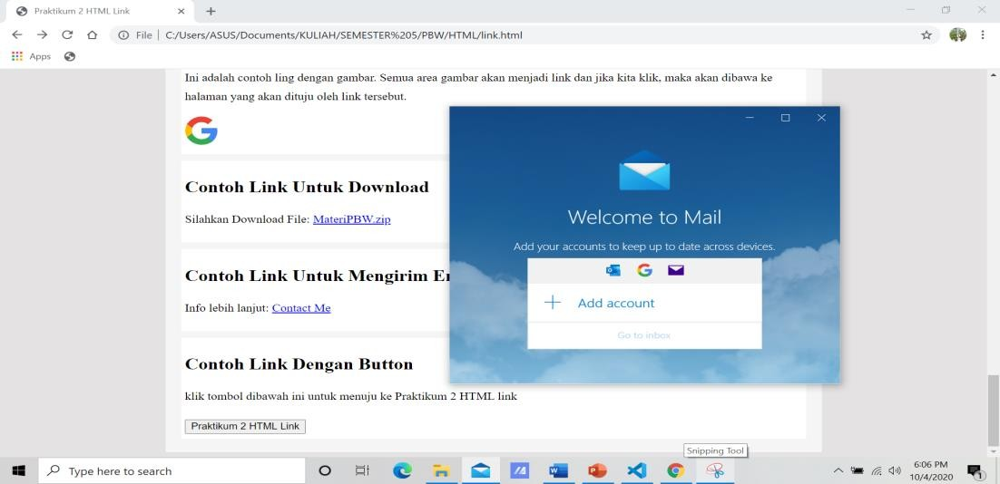 Praktikum 2 HTML Link
File | C:/Users/ASUS/Documents/KULIAH/SEMESTER%205/PBW/HTML/link.html
Apps
Ini adalah contoh ling dengan gambar. Semua area gambar akan menjadi link dan jika kita klik, maka akan dibawa ke
halaman yang akan dituju oleh link tersebut.
Contoh Link Untuk Download
Silahkan Download File: MateriPBW.zip
Contoh Link Untuk Mengirim
Info lebih lanjut: Contact Me
Contoh Link Dengan Button
klik tombol dibawah ini untuk menuju ke Praktikum 2 HTML link
Praktikum 2 HTML Link
Welcome to Mail
Add your accounts to keep up to date across devices.
Add account
Go to inbox
Snipping Tool
Type here to search
6:06 PM
10/4/2020
1